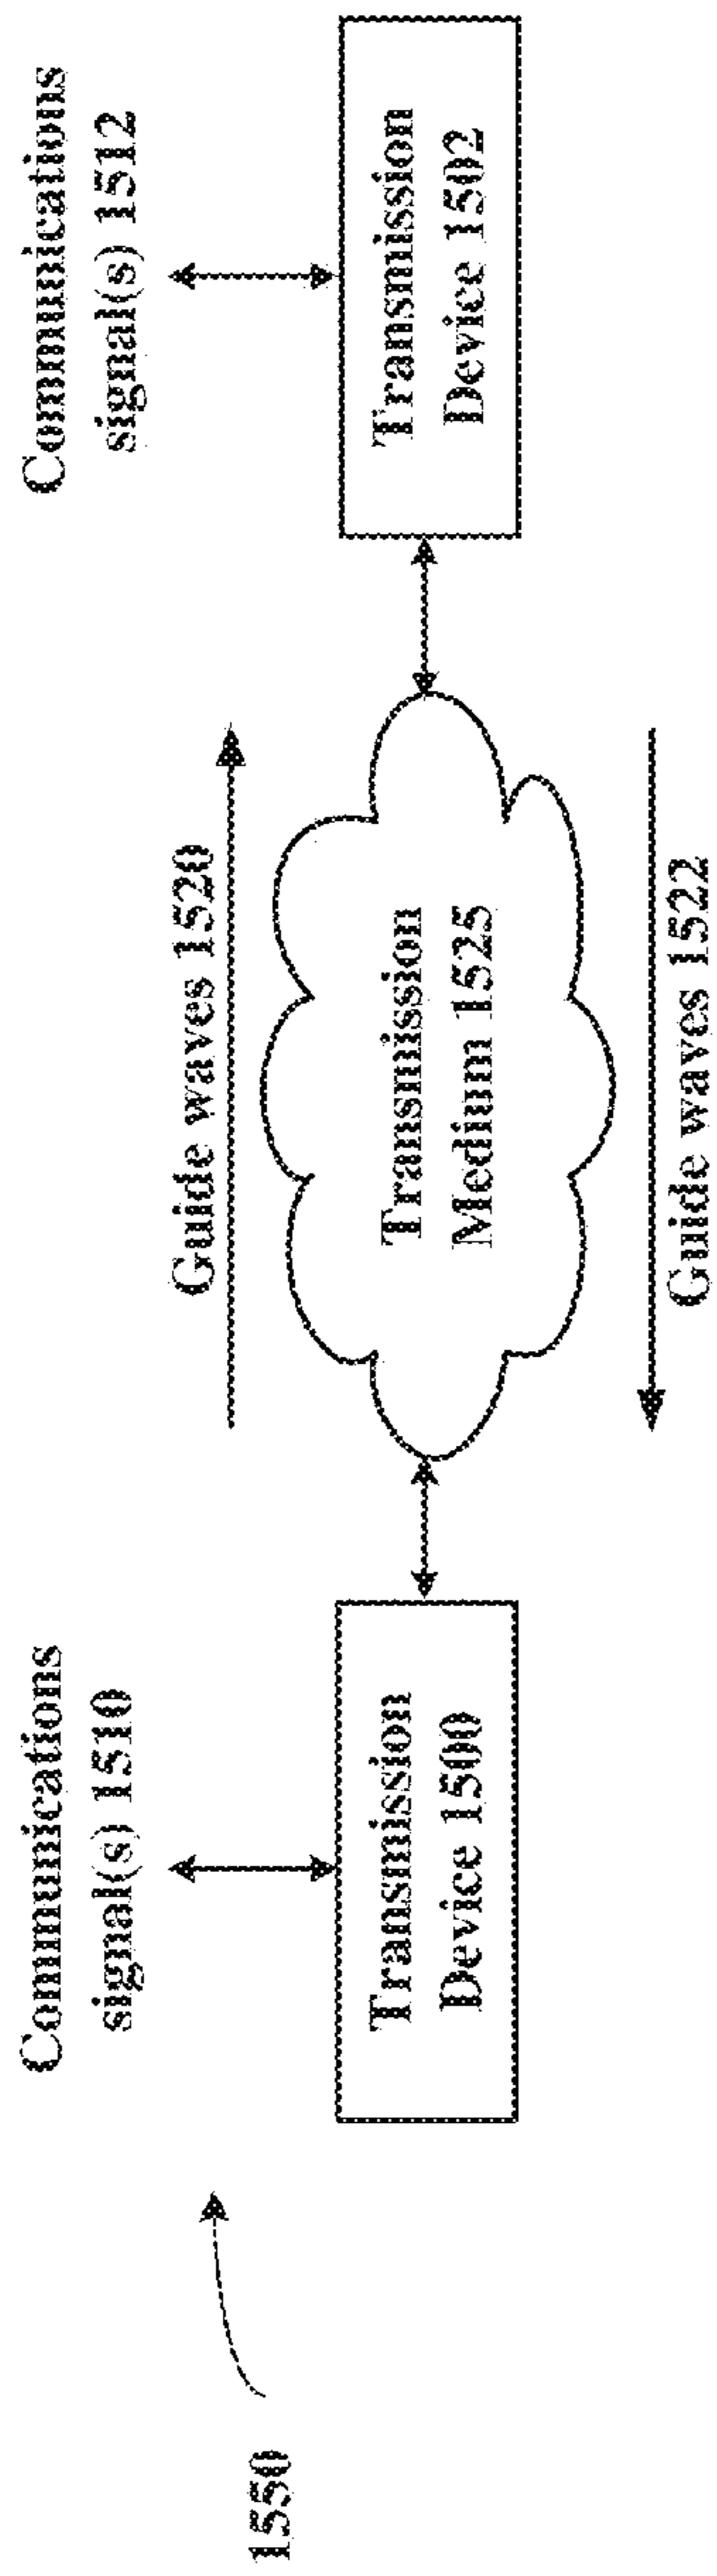 1550
Communications
signal(s) 1510
Transmission
Device 1500
Guide waves 1520
Transmission
Medium 1525
Guide waves 1522
Communications
signal(s) 1512
Transmission
Device 1502